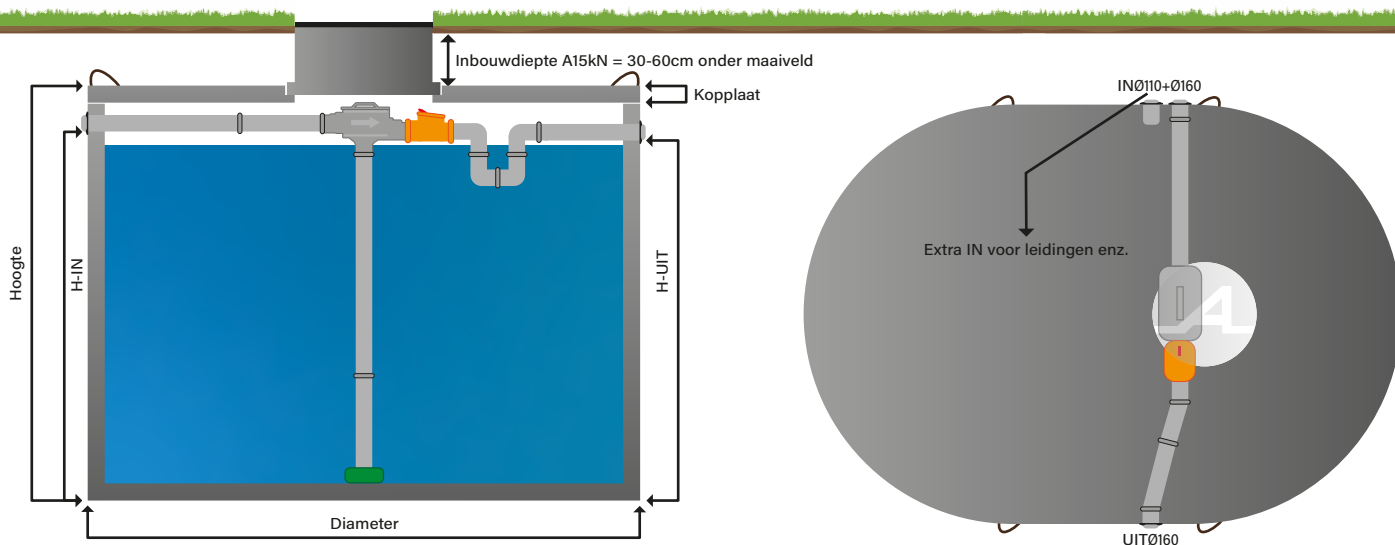 Inbouwdiepte A15kN = 30-60cm onder maaiveld
Kopplaat
Hoogte
H-IN
H-UIT
Diameter
INØ110+Ø160
Extra IN voor leidingen enz.
UITØ160